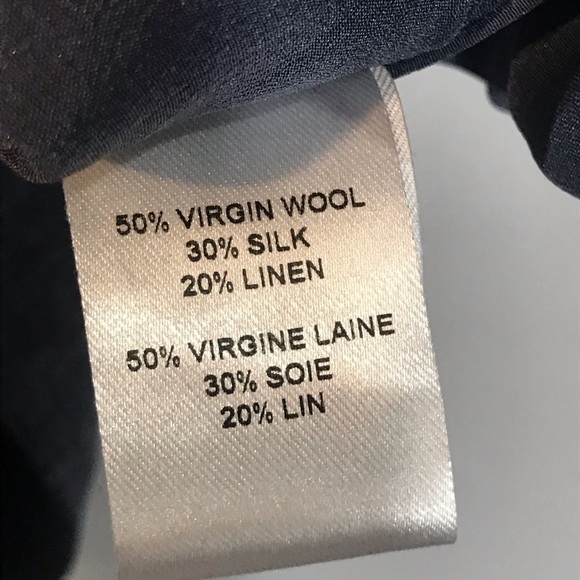 50% VIRGIN WOOL
30% SILK
20% LINEN
50% VIRGINE LAINE
30% SOIE
20% LIN